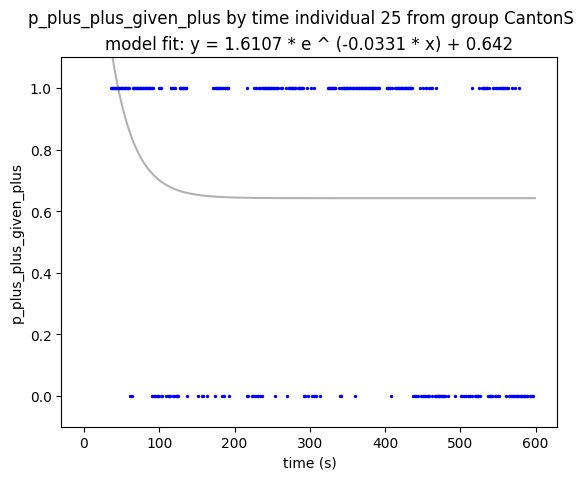 p_plus_plus_given_plus by time individual 25 from group CantonS
model fit: y = 1.6107 * e ^ (-0.0331 * x) + 0.642
1.0
0.8
0.6
0.4
0.2
0.0
p_plus_plus_given_plus
0 100 200 300 400 500 600
time (s)